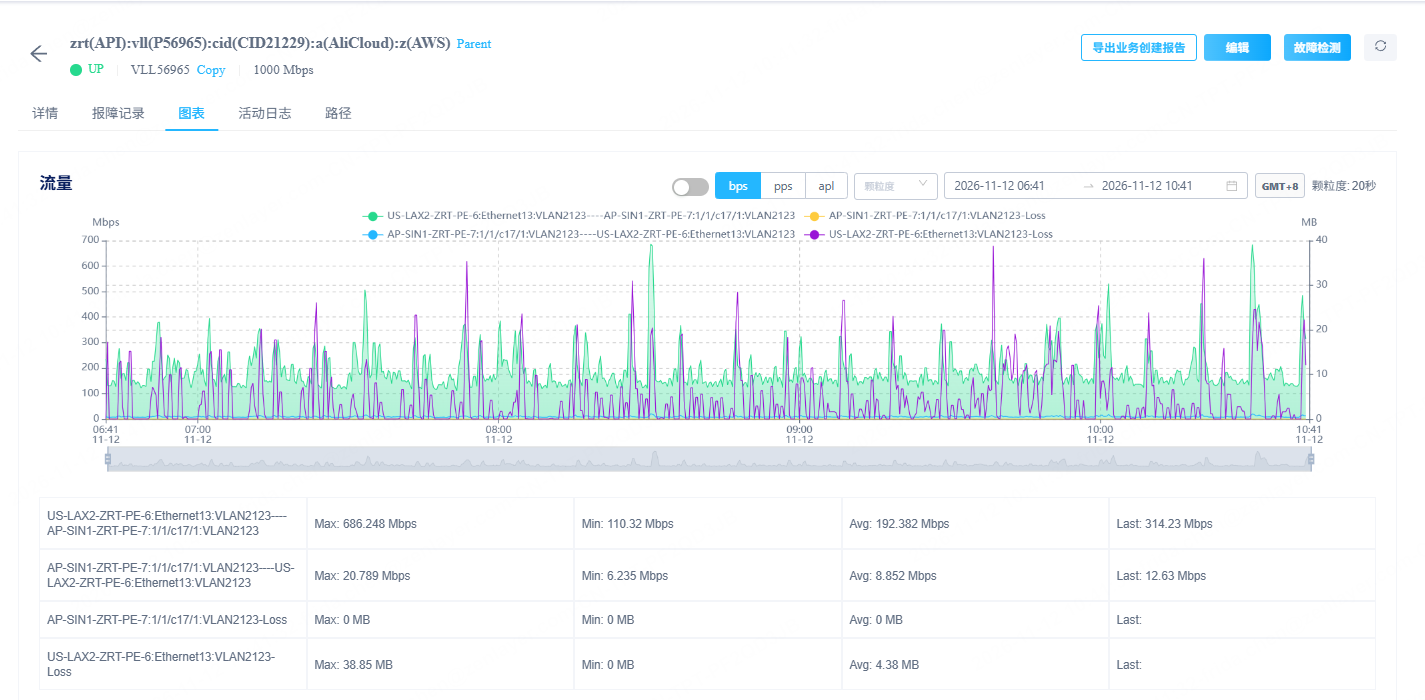 zrt(API):vll(P56965):cid(CID21229):a(AliCloud):z(AWS) Parent
UP VLL56965 Copy 1000 Mbps
导出业务创建报告 编辑 故障检测
详情 报障记录 图表 活动日志 路径
流量
bps pps apl 颗粒度 2026-11-12 06:41 → 2026-11-12 10:41 GMT+8 颗粒度: 20秒
US-LAX2-ZRT-PE-6:Ethernet13:VLAN2123----AP-SIN1-ZRT-PE-7:1/1/c17/1:VLAN2123 AP-SIN1-ZRT-PE-7:1/1/c17/1:VLAN2123-Loss
AP-SIN1-ZRT-PE-7:1/1/c17/1:VLAN2123----US-LAX2-ZRT-PE-6:Ethernet13:VLAN2123 US-LAX2-ZRT-PE-6:Ethernet13:VLAN2123-Loss
Mbps MB
700 40
600
500 30
400
300 20
200
100 10
0 0
06:41 07:00 08:00 09:00 10:00 10:41
11-12 11-12 11-12 11-12 11-12 11-12
US-LAX2-ZRT-PE-6:Ethernet13:VLAN2123----
AP-SIN1-ZRT-PE-7:1/1/c17/1:VLAN2123
Max: 686.248 Mbps Min: 110.32 Mbps Avg: 192.382 Mbps Last: 314.23 Mbps
AP-SIN1-ZRT-PE-7:1/1/c17/1:VLAN2123----US-
LAX2-ZRT-PE-6:Ethernet13:VLAN2123
Max: 20.789 Mbps Min: 6.235 Mbps Avg: 8.852 Mbps Last: 12.63 Mbps
AP-SIN1-ZRT-PE-7:1/1/c17/1:VLAN2123-Loss Max: 0 MB Min: 0 MB Avg: 0 MB Last:
US-LAX2-ZRT-PE-6:Ethernet13:VLAN2123-
Loss
Max: 38.85 MB Min: 0 MB Avg: 4.38 MB Last: